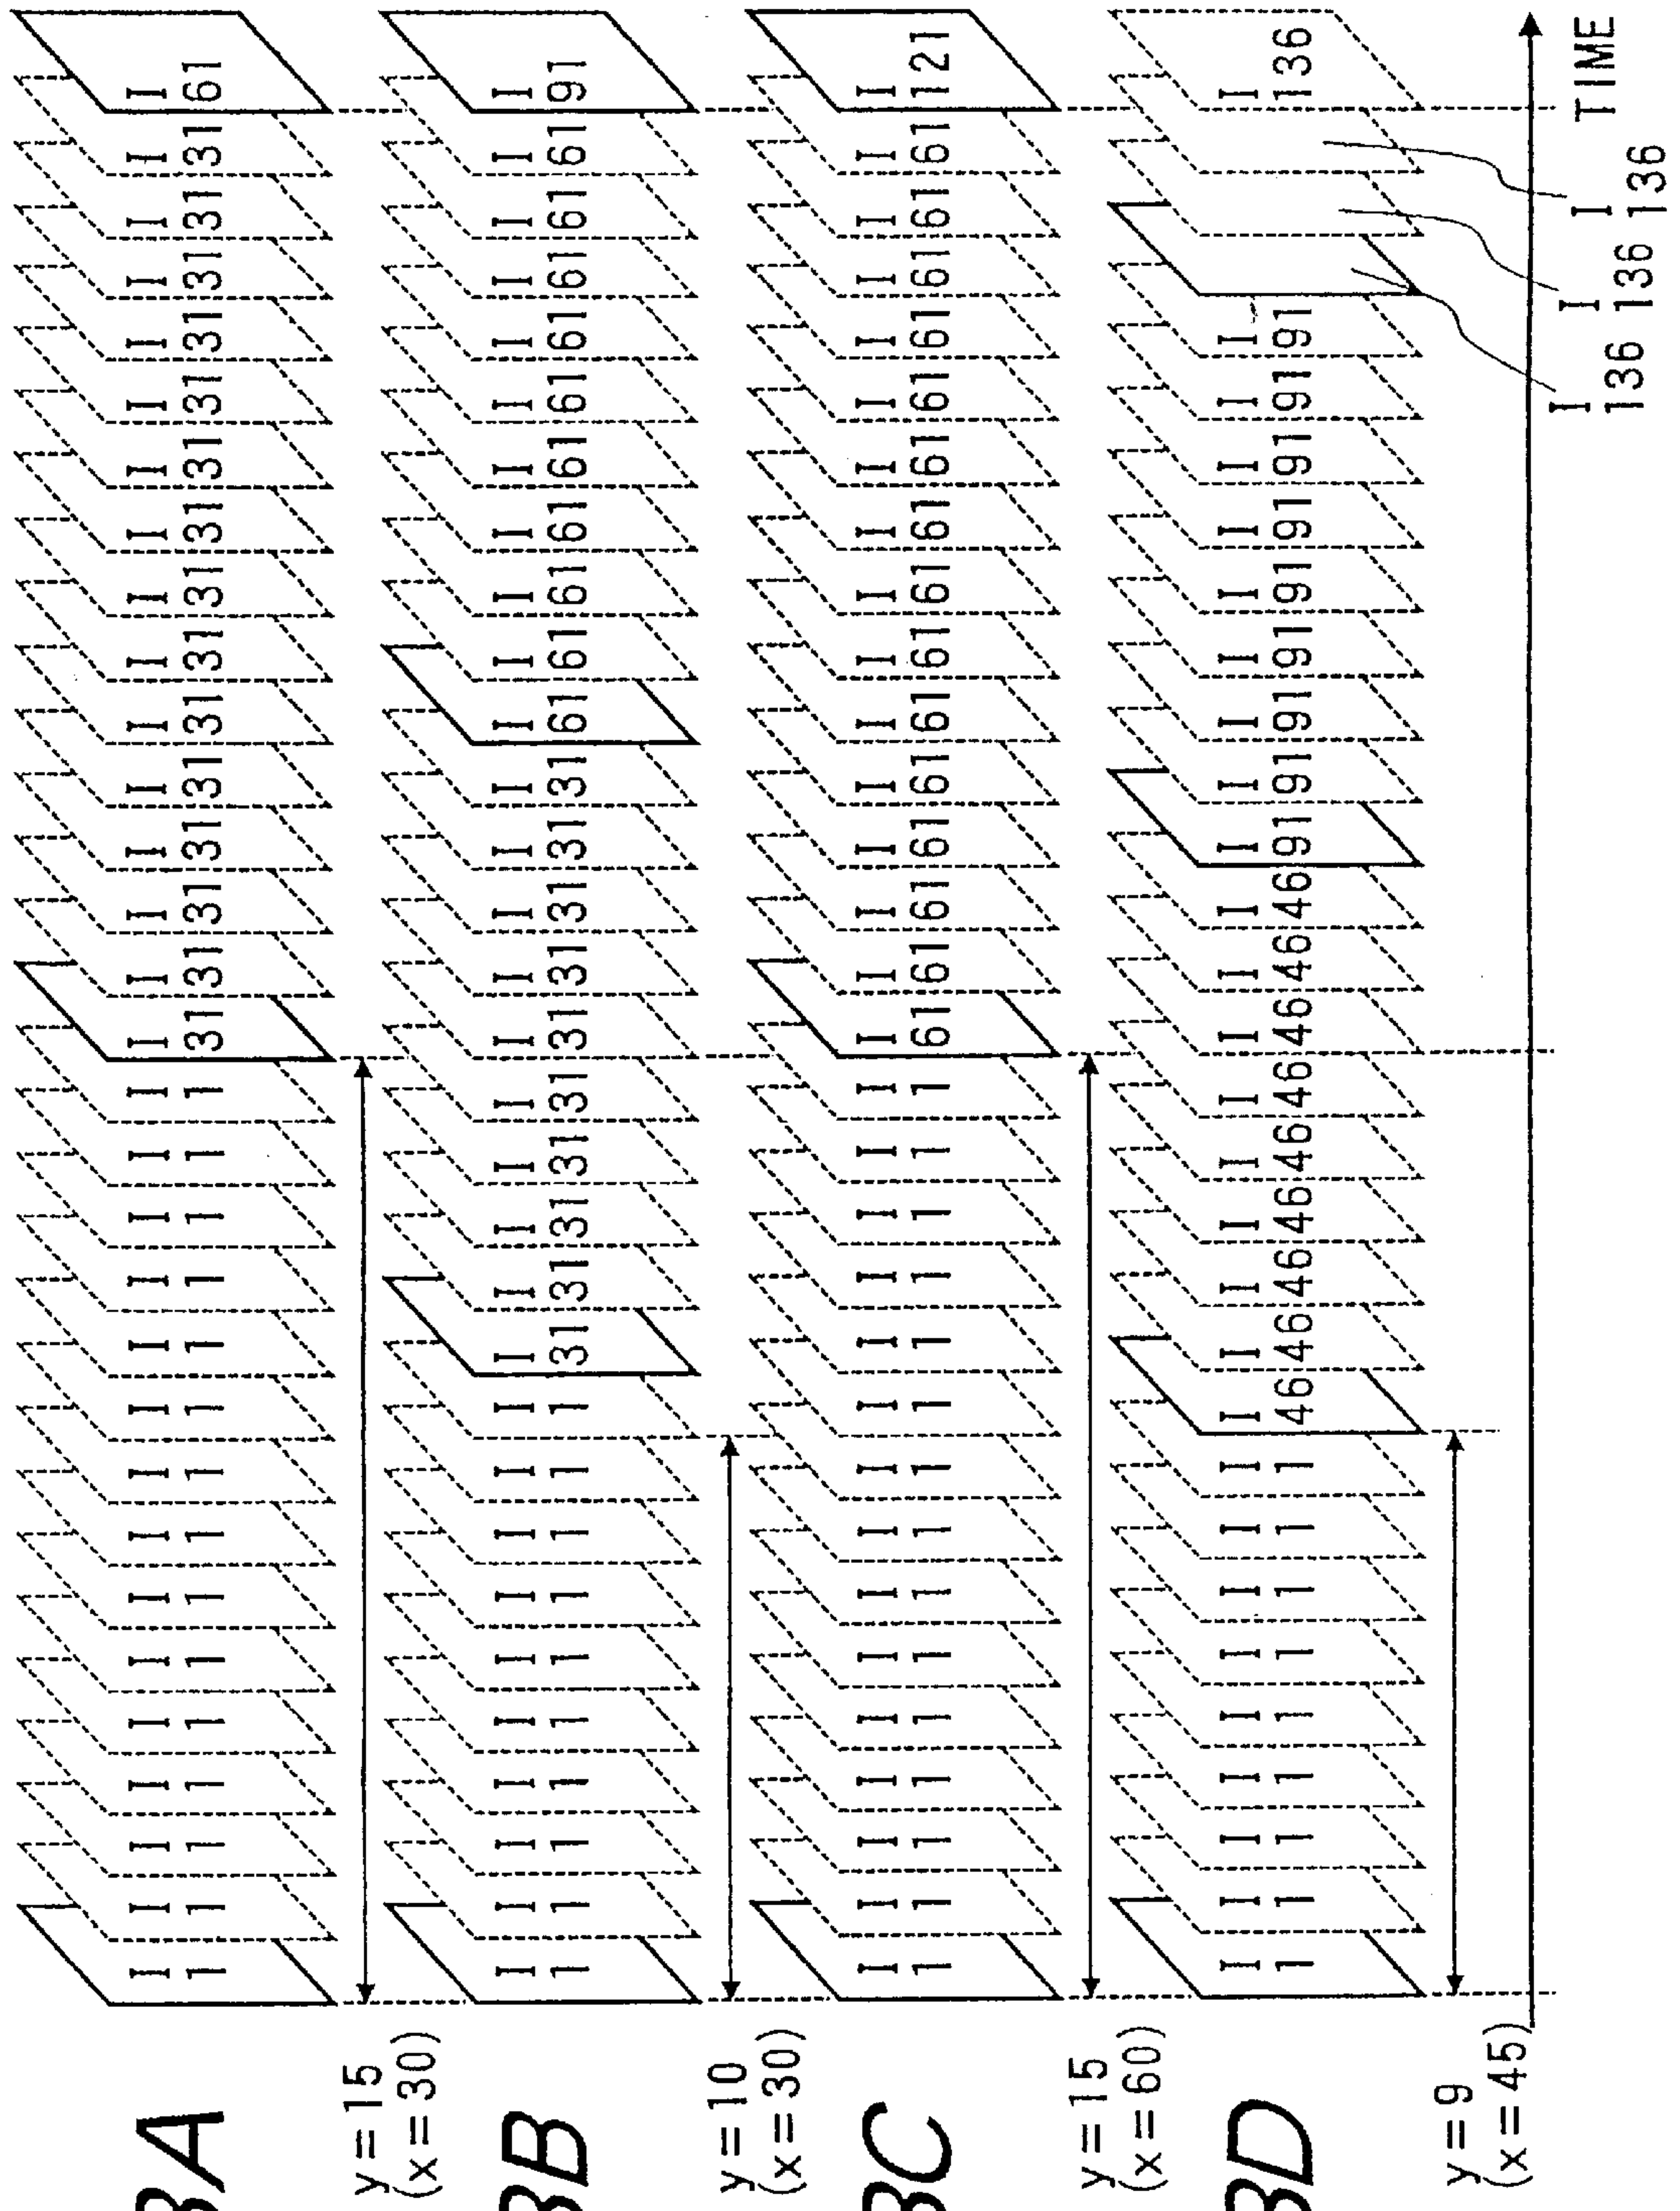 3A
I I I I I I I I I I I I I I I I I I I I I I I I I I I I I I I
1 1 1 1 1 1 1 1 1 1 1 1 1 1 1 31 31 31 31 31 31 31 31 31 31 31 31 31 31 31 61
y = 15
(x = 30)
3B
I I I I I I I I I I I I I I I I I I I I I I I I I I I I I I I
1 1 1 1 1 1 1 1 1 1 31 31 31 31 31 31 31 31 31 31 61 61 61 61 61 61 61 61 61 61 91
y = 10
(x = 30)
3C
I I I I I I I I I I I I I I I I I I I I I I I I I I I I I I I
1 1 1 1 1 1 1 1 1 1 1 1 1 1 1 61 61 61 61 61 61 61 61 61 61 61 61 61 61 61 121
y = 15
(x = 60)
3D
I I I I I I I I I I I I I I I I I I I I I I I I I I I I
1 1 1 1 1 1 1 1 1 46 46 46 46 46 46 46 46 46 91 91 91 91 91 91 91 91 91 136
y = 9
(x = 45)
I I I TIME
136 136 136